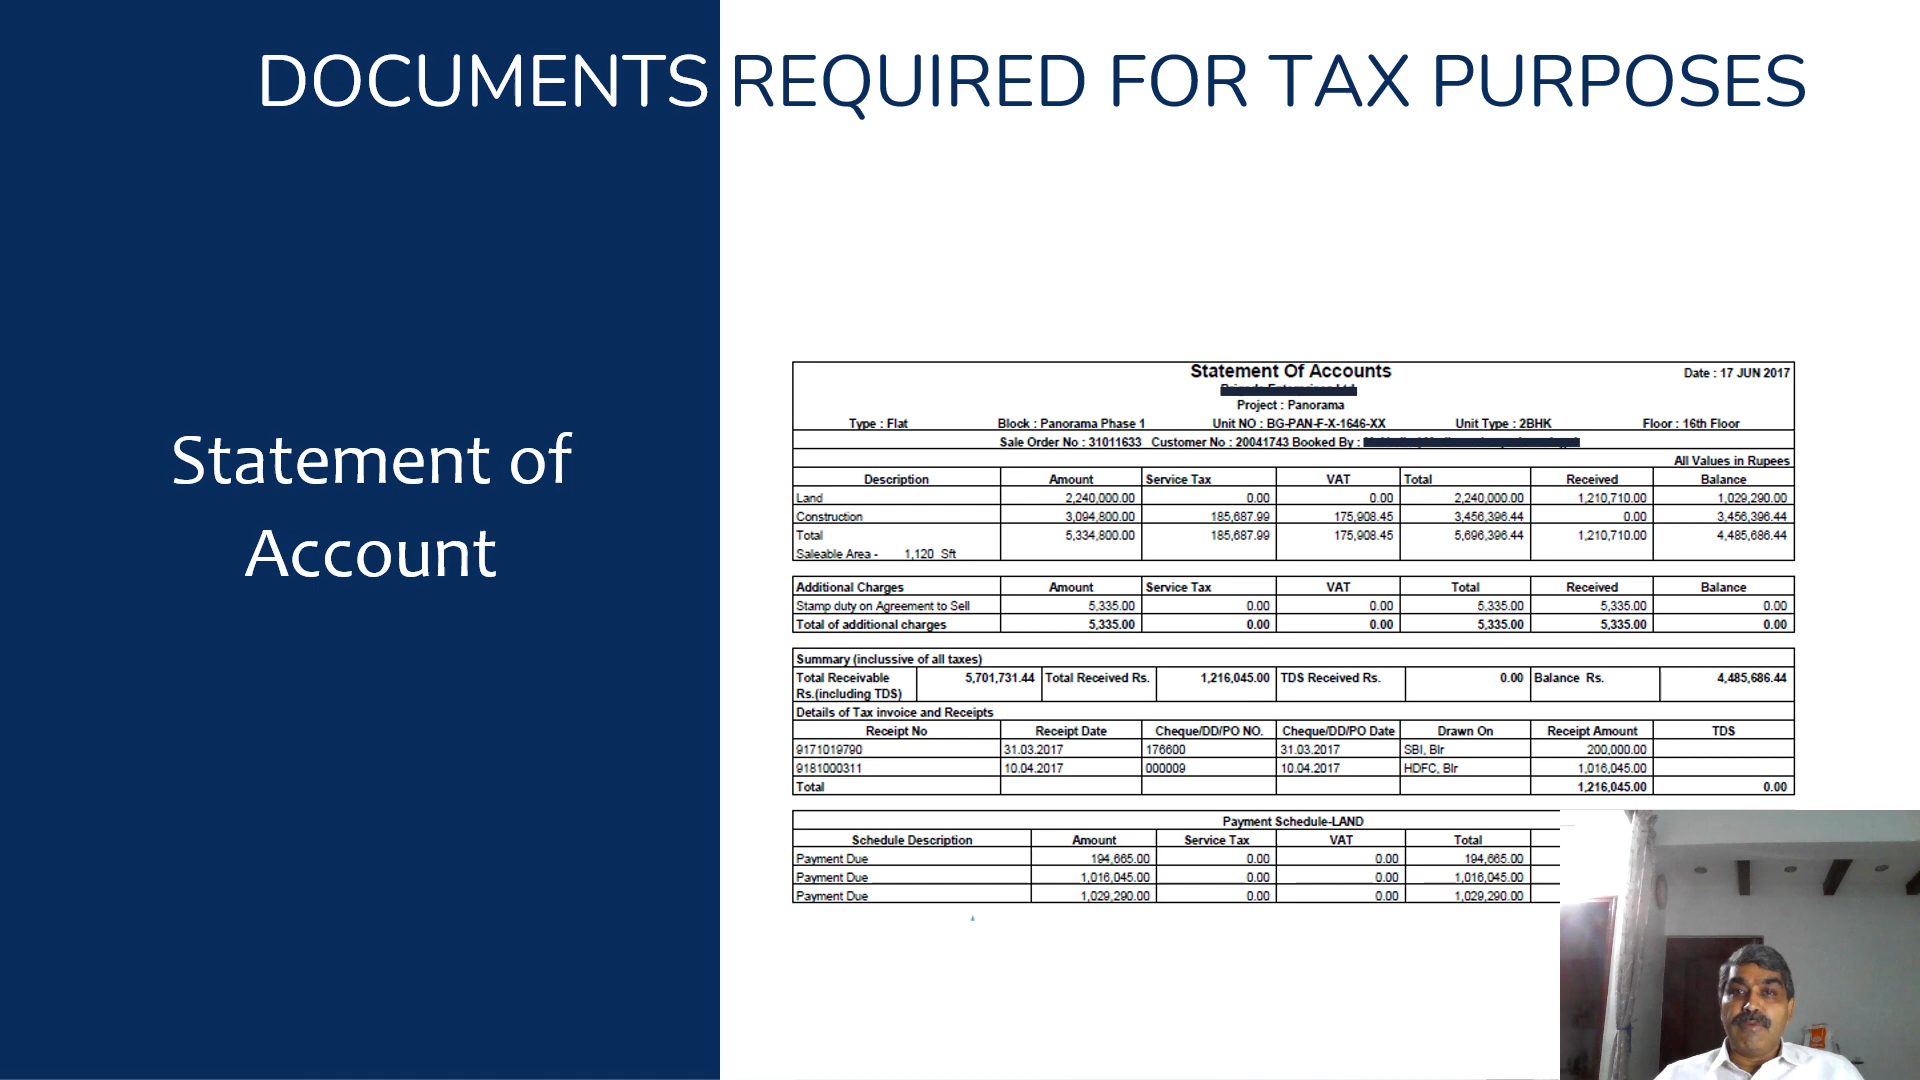 DOCUMENTS REQUIRED FOR TAX PURPOSES
Statement of
Account
Statement Of Accounts
Date : 17 JUN 2017
Project : Panorama
Type : Flat Block : Panorama Phase 1 Unit NO : BG-PAN-F-X-1646-XX Unit Type : 2BHK Floor : 16th Floor
Sale Order No : 31011633 Customer No : 20041743 Booked By :
All Values in Rupees
Description Amount Service Tax VAT Total Received Balance
Land 2,240,000.00 0.00 0.00 2,240,000.00 1,210,710.00 1,029,290.00
Construction 3,094,800.00 185,687.99 175,908.45 3,456,396.44 0.00 3,456,396.44
Total 5,334,800.00 185,687.99 175,908.45 5,696,396.44 1,210,710.00 4,485,686.44
Saleable Area - 1,120 Sft
Additional Charges Amount Service Tax VAT Total Received Balance
Stamp duty on Agreement to Sell 5,335.00 0.00 0.00 5,335.00 5,335.00 0.00
Total of additional charges 5,335.00 0.00 0.00 5,335.00 5,335.00 0.00
Summary (inclussive of all taxes)
Total Receivable 5,701,731.44 Total Received Rs. 1,216,045.00 TDS Received Rs. 0.00 Balance Rs. 4,485,686.44
Rs.(including TDS)
Details of Tax invoice and Receipts
Receipt No Receipt Date Cheque/DD/PO NO. Cheque/DD/PO Date Drawn On Receipt Amount TDS
9171019790 31.03.2017 176600 31.03.2017 SBI, Blr 200,000.00
9181000311 10.04.2017 000009 10.04.2017 HDFC, Blr 1,016,045.00
Total 1,216,045.00 0.00
Payment Schedule-LAND
Schedule Description Amount Service Tax VAT Total
Payment Due 194,665.00 0.00 0.00 194,665.00
Payment Due 1,016,045.00 0.00 0.00 1,016,045.00
Payment Due 1,029,290.00 0.00 0.00 1,029,290.00